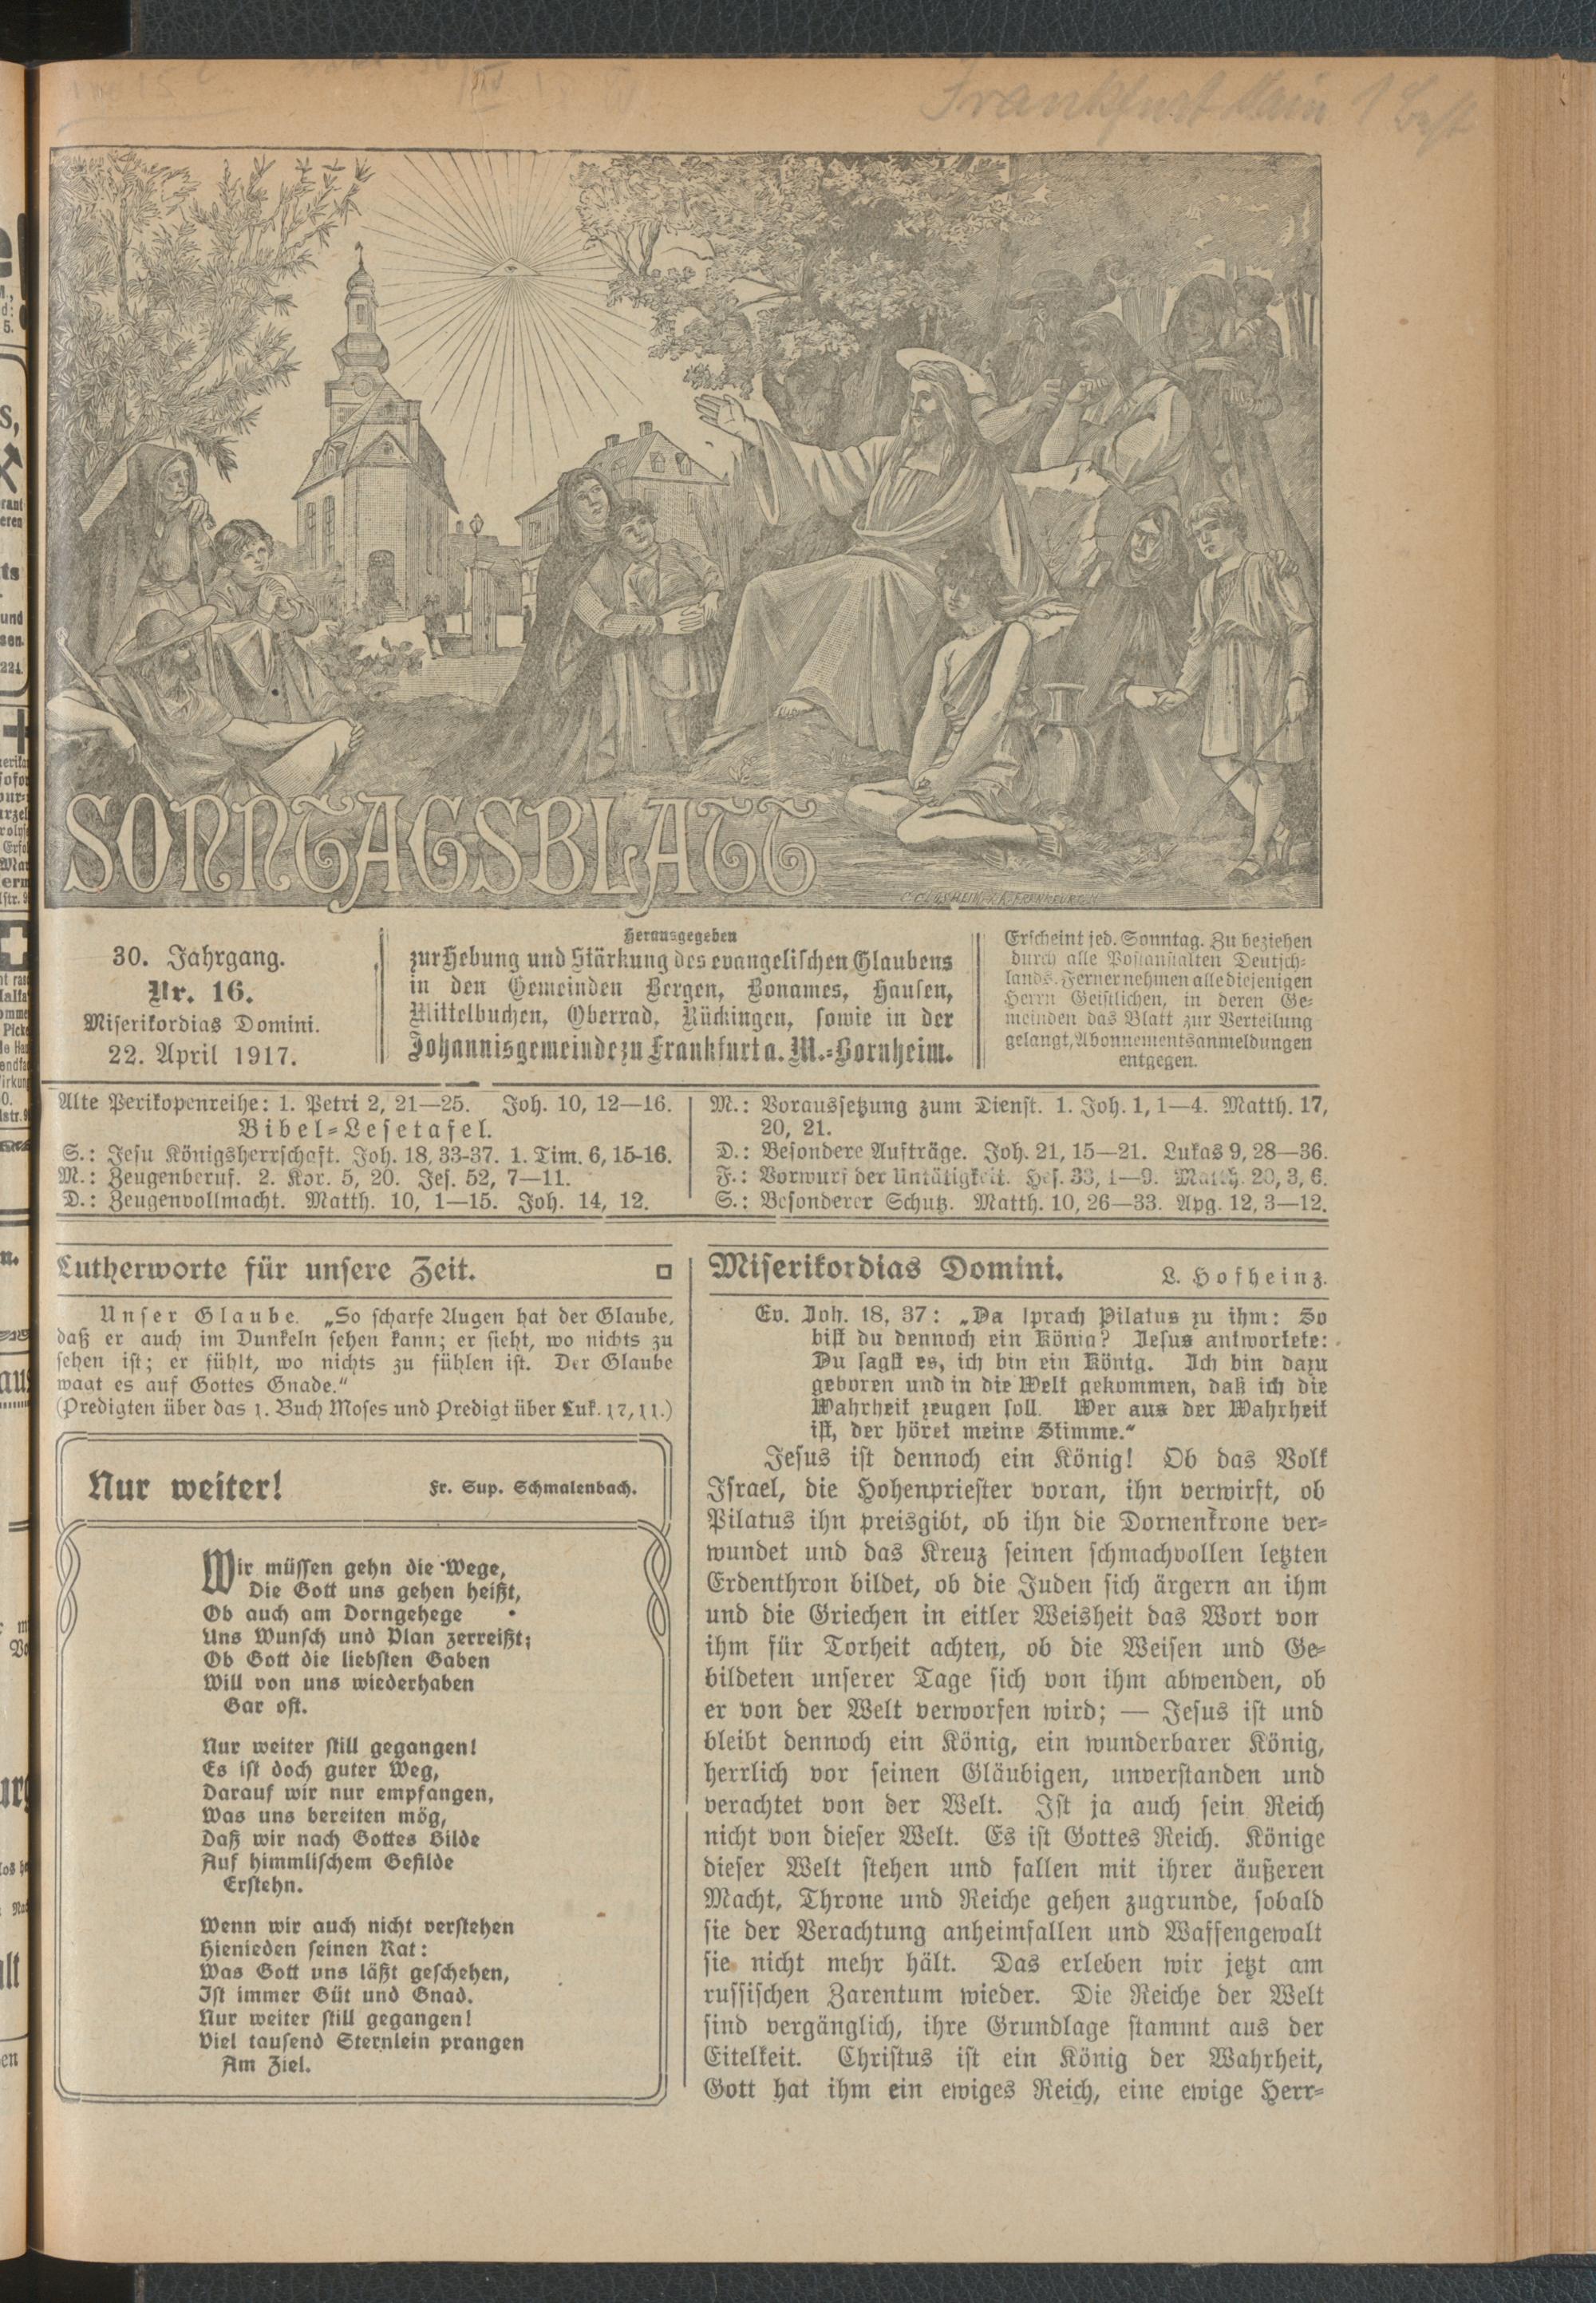 Frankfurt Main 1
SONNTAGSBLATT
30. Jahrgang.
Nr. 16.
Miserikordias Domini.
22. April 1917.
Herausgegeben
zur Hebung und Stärkung des evangelischen Glaubens
in den Gemeinden Bergen, Bonames, Hausen,
Mittelbuchen, Oberrad, Rückingen, sowie in der
Johannisgemeinde zu Frankfurt a. M.-Bornheim.
Erscheint jed. Sonntag. Zu beziehen
durch alle Postanstalten Deutsch-
lands. Ferner nehmen alle diejenigen
Herrn Geistlichen, in deren Ge-
meinden das Blatt zur Verteilung
gelangt, Abonnementsanmeldungen
entgegen.
Alte Perikopenreihe: 1. Petri 2, 21—25. Joh. 10, 12—16.
Bibel-Lesetafel.
S.: Jesu Königsherrschaft. Joh. 18, 33-37. 1. Tim. 6, 15-16.
M.: Zeugenberuf. 2. Kor. 5, 20. Jes. 52, 7—11.
D.: Zeugenvollmacht. Matth. 10, 1—15. Joh. 14, 12.
M.: Voraussetzung zum Dienst. 1. Joh. 1, 1—4. Matth. 17,
20, 21.
D.: Besondere Aufträge. Joh. 21, 15—21. Lukas 9, 28—36.
F.: Vorwurf der Untätigkeit. Hes. 33, 1—9. Matth. 20, 3, 6.
S.: Besonderer Schutz. Matth. 10, 26—33. Apg. 12, 3—12.
Lutherworte für unsere Zeit.
Unser Glaube. „So scharfe Augen hat der Glaube,
daß er auch im Dunkeln sehen kann; er sieht, wo nichts zu
sehen ist; er fühlt, wo nichts zu fühlen ist. Der Glaube
wagt es auf Gottes Gnade.“
(Predigten über das 1. Buch Moses und Predigt über Luk. 17, 11.)
Nur weiter! Fr. Sup. Schmalenbach.
Wir müssen gehn die Wege,
Die Gott uns gehen heißt,
Ob auch am Dorngehege
Uns Wunsch und Plan zerreißt;
Ob Gott die liebsten Gaben
Will von uns wiederhaben
Gar oft.
Nur weiter still gegangen!
Es ist doch guter Weg,
Darauf wir nur empfangen,
Was uns bereiten mög,
Daß wir nach Gottes Bilde
Auf himmlischem Gefilde
Erstehn.
Wenn wir auch nicht verstehen
Hienieden seinen Rat:
Was Gott uns läßt geschehen,
Ist immer Güt und Gnad.
Nur weiter still gegangen!
Viel tausend Sternlein prangen
Am Ziel.
Miserikordias Domini. L. Hofheinz.
Ev. Joh. 18, 37: „Da sprach Pilatus zu ihm: So
bist du dennoch ein König? Jesus antwortete:
Du sagst es, ich bin ein König. Ich bin dazu
geboren und in die Welt gekommen, daß ich die
Wahrheit zeugen soll. Wer aus der Wahrheit
ist, der höret meine Stimme.“
Jesus ist dennoch ein König! Ob das Volk
Israel, die Hohenpriester voran, ihn verwirft, ob
Pilatus ihn preisgibt, ob ihn die Dornenkrone ver-
wundet und das Kreuz seinen schmachvollen letzten
Erdenthron bildet, ob die Juden sich ärgern an ihm
und die Griechen in eitler Weisheit das Wort von
ihm für Torheit achten, ob die Weisen und Ge-
bildeten unserer Tage sich von ihm abwenden, ob
er von der Welt verworfen wird; — Jesus ist und
bleibt dennoch ein König, ein wunderbarer König,
herrlich vor seinen Gläubigen, unverstanden und
verachtet von der Welt. Ist ja auch sein Reich
nicht von dieser Welt. Es ist Gottes Reich. Könige
dieser Welt stehen und fallen mit ihrer äußeren
Macht, Throne und Reiche gehen zugrunde, sobald
sie der Verachtung anheimfallen und Waffengewalt
sie nicht mehr hält. Das erleben wir jetzt am
russischen Zarentum wieder. Die Reiche der Welt
sind vergänglich, ihre Grundlage stammt aus der
Eitelkeit. Christus ist ein König der Wahrheit,
Gott hat ihm ein ewiges Reich, eine ewige Herr-